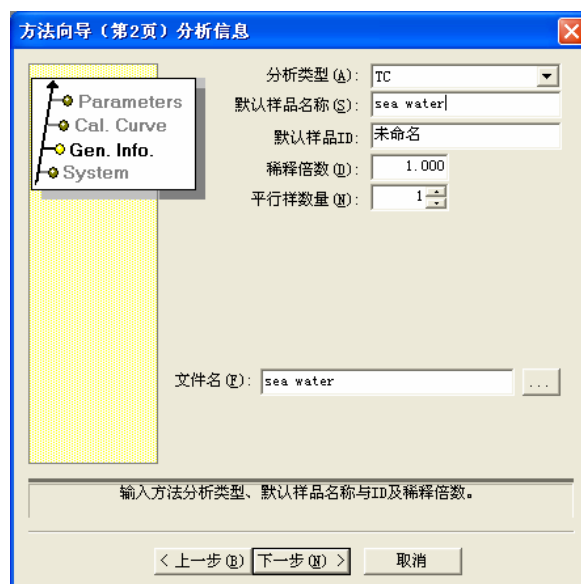 方法向导（第2页）分析信息
Parameters
Cal. Curve
Gen. Info.
System
分析类型(A): TC
默认样品名称(S): sea water
默认样品ID: 未命名
稀释倍数(D): 1.000
平行样数量(N): 1
文件名(F): sea water ...
输入方法分析类型、默认样品名称与ID及稀释倍数。
< 上一步(B) 下一步(N) > 取消